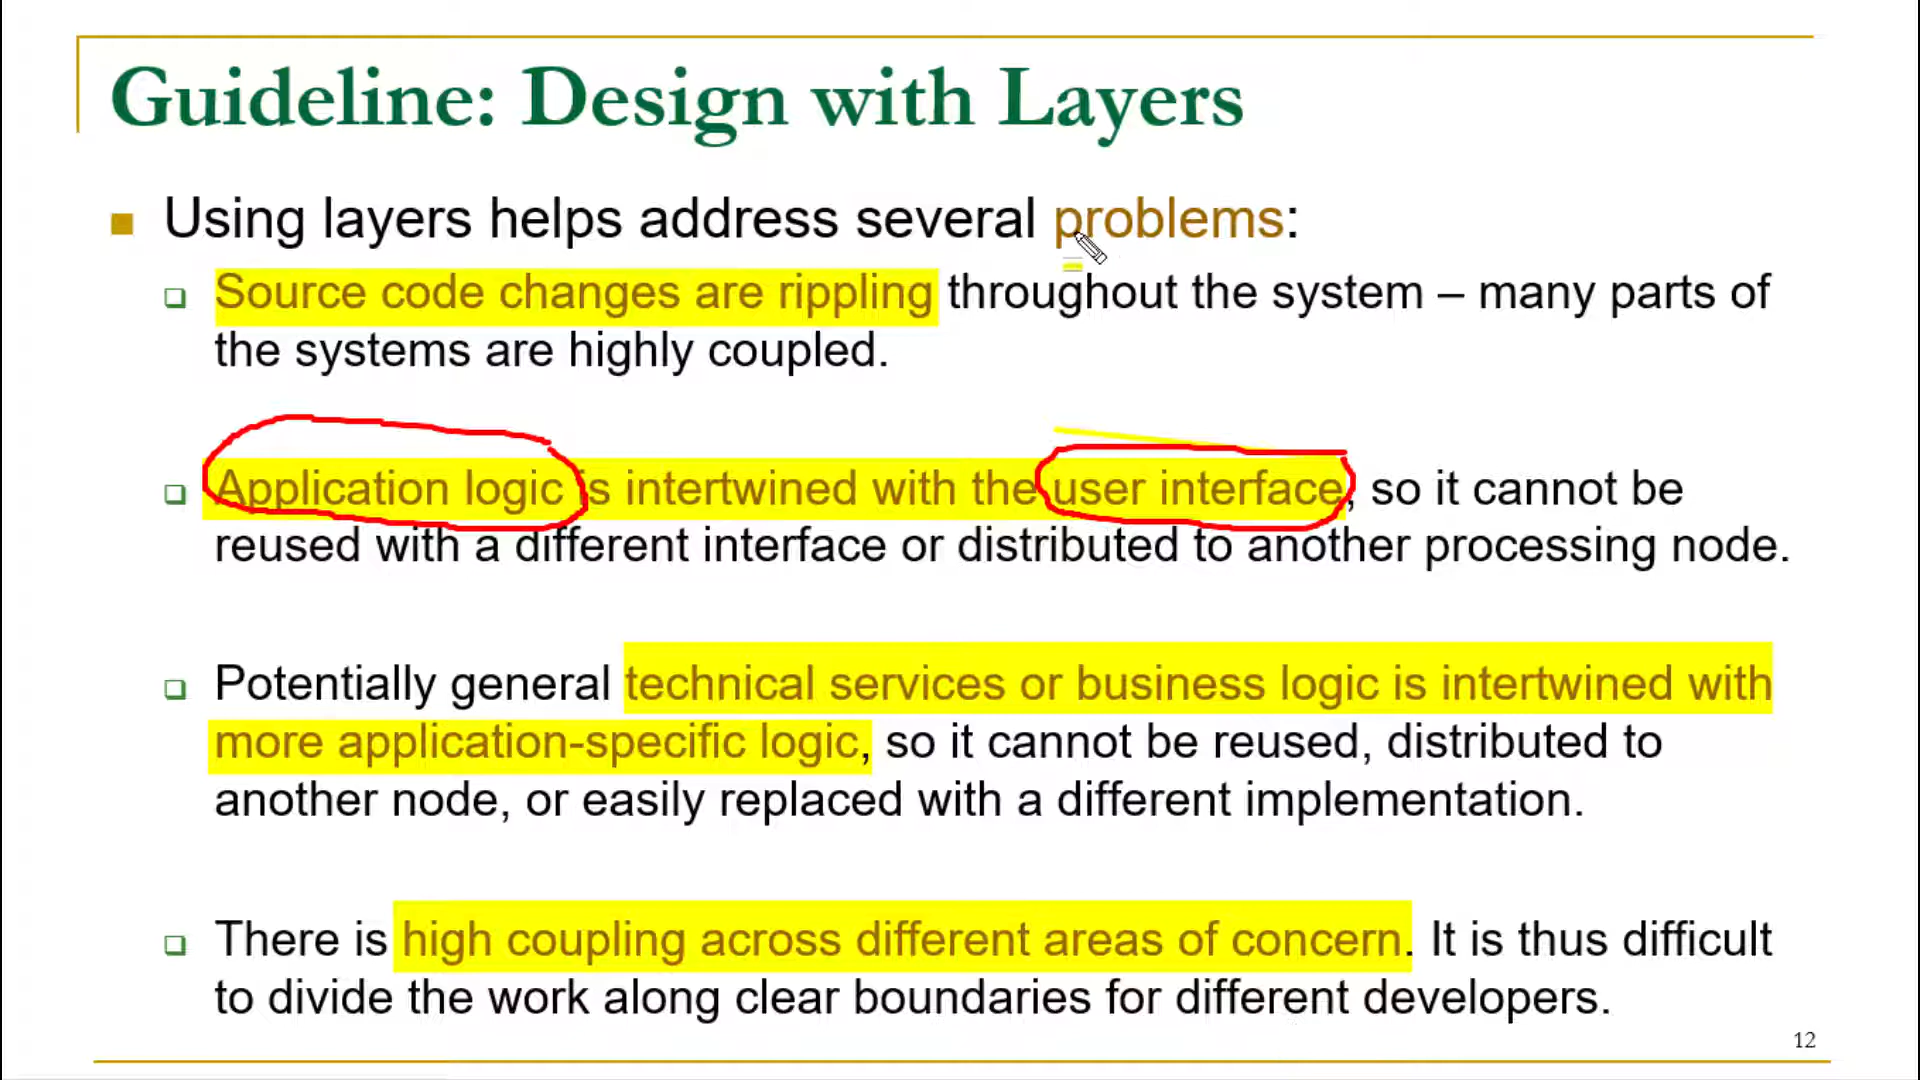 Guideline: Design with Layers
Using layers helps address several problems:
Source code changes are rippling throughout the system – many parts of
the systems are highly coupled.
Application logic is intertwined with the user interface, so it cannot be
reused with a different interface or distributed to another processing node.
Potentially general technical services or business logic is intertwined with
more application-specific logic, so it cannot be reused, distributed to
another node, or easily replaced with a different implementation.
There is high coupling across different areas of concern. It is thus difficult
to divide the work along clear boundaries for different developers.
12